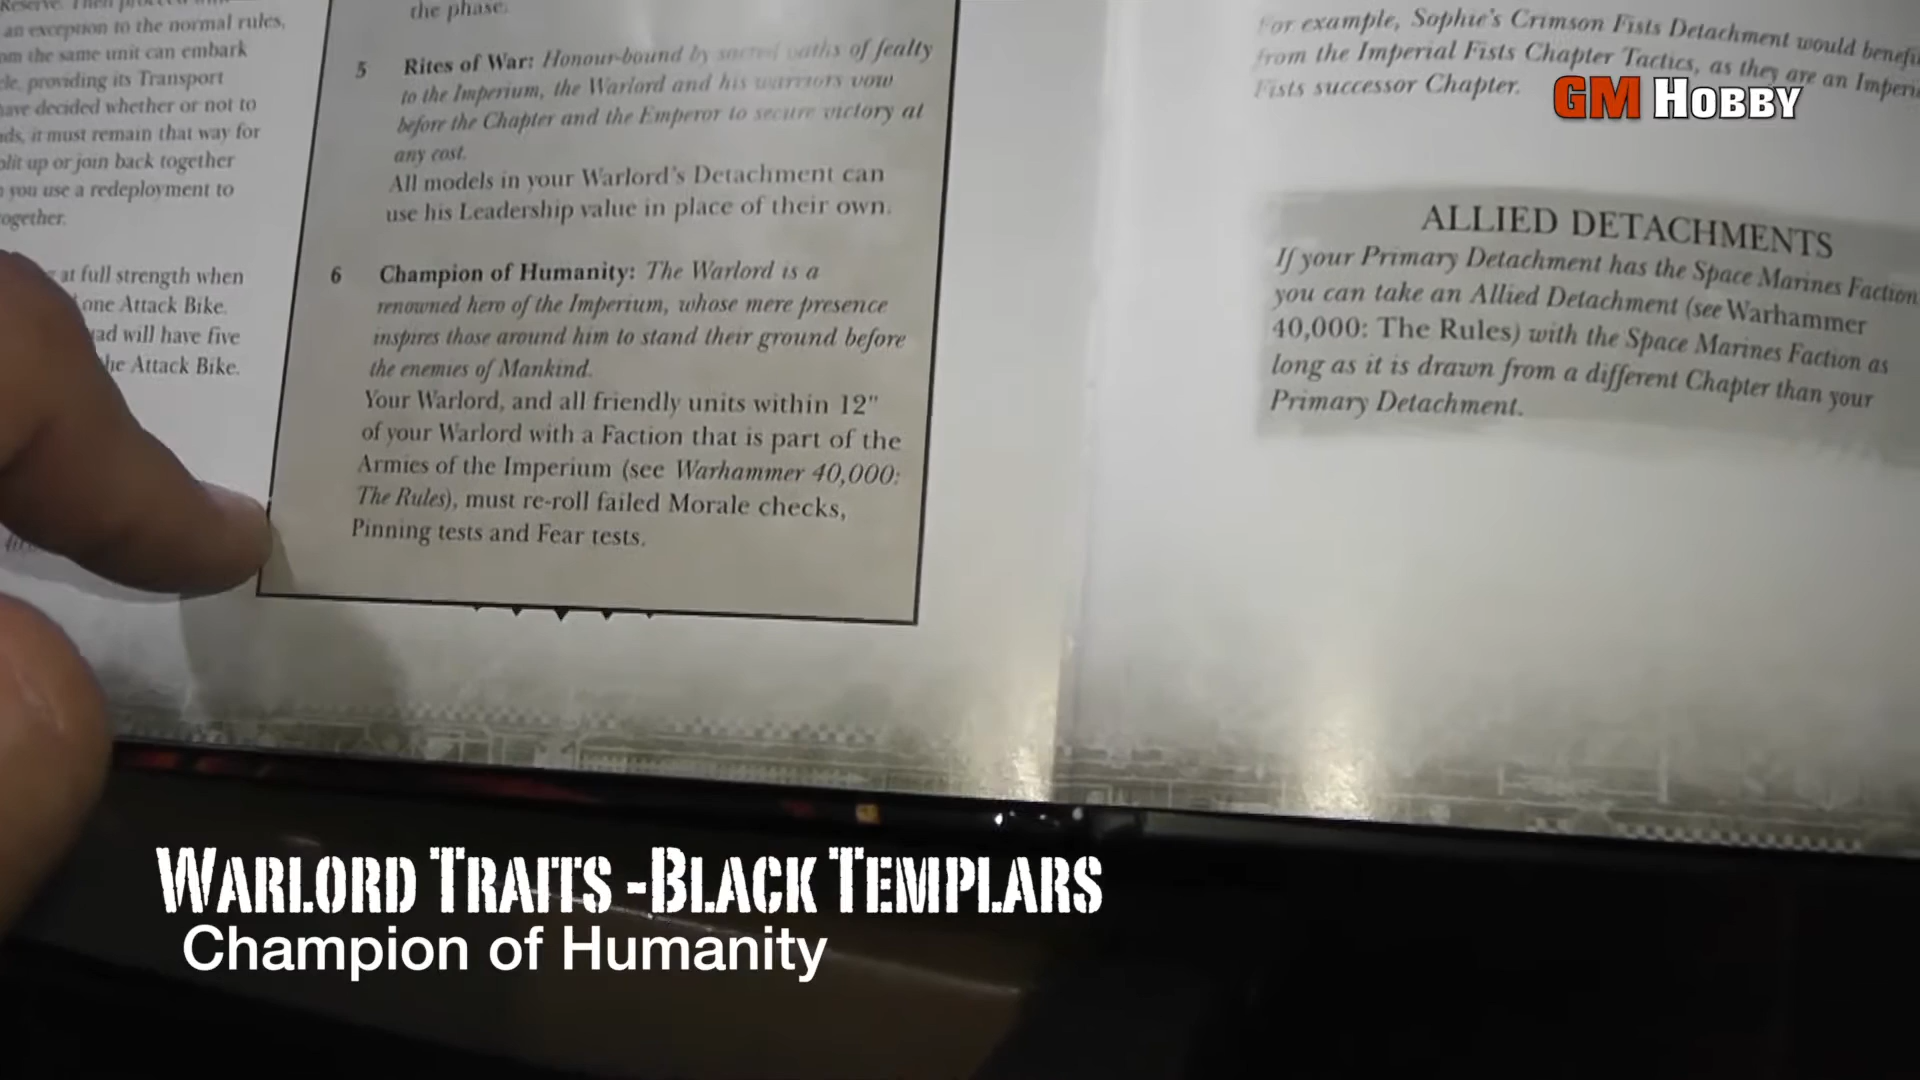 an exception to the normal rules,
om the same unit can embark
cle, providing its Transport
have decided whether or not to
ds, it must remain that way for
plit up or join back together
you use a redeployment to
ogether.
at full strength when
one Attack Bike.
ad will have five
he Attack Bike.
the phase.
5 Rites of War: Honour-bound by sacred oaths of fealty
to the Imperium, the Warlord and his warriors vow
before the Chapter and the Emperor to secure victory at
any cost.
All models in your Warlord's Detachment can
use his Leadership value in place of their own.
6 Champion of Humanity: The Warlord is a
renowned hero of the Imperium, whose mere presence
inspires those around him to stand their ground before
the enemies of Mankind.
Your Warlord, and all friendly units within 12"
of your Warlord with a Faction that is part of the
Armies of the Imperium (see Warhammer 40,000:
The Rules), must re-roll failed Morale checks,
Pinning tests and Fear tests.
For example, Sophie's Crimson Fists Detachment would benefi
from the Imperial Fists Chapter Tactics, as they are an Imperi
Fists successor Chapter.
GM HOBBY
ALLIED DETACHMENTS
If your Primary Detachment has the Space Marines Faction
you can take an Allied Detachment (see Warhammer
40,000: The Rules) with the Space Marines Faction as
long as it is drawn from a different Chapter than your
Primary Detachment.
WARLORD TRAITS -BLACK TEMPLARS
Champion of Humanity